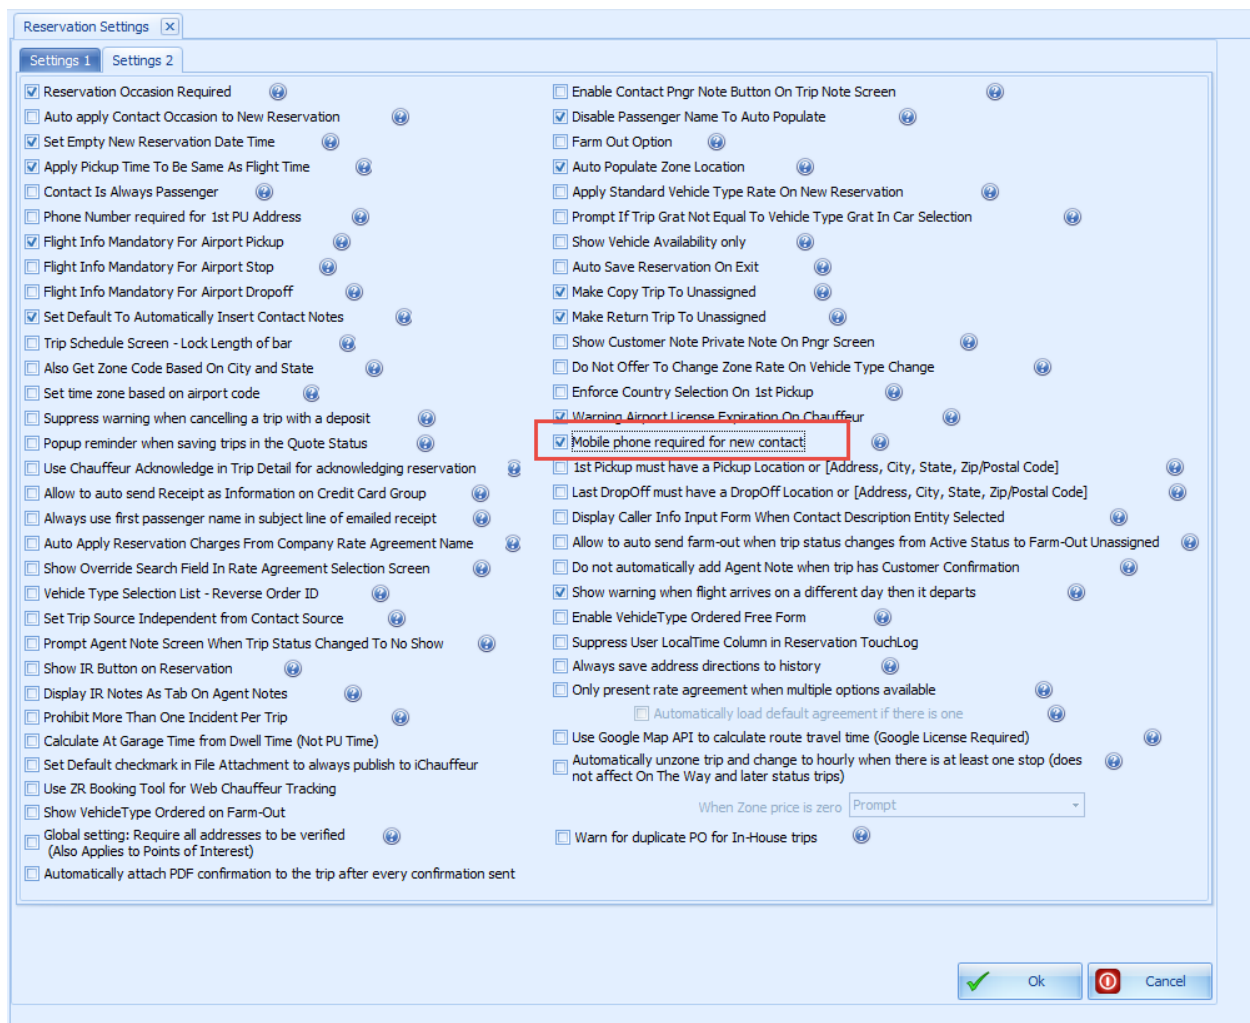 Reservation Settings
Settings 1
Settings 2
Reservation Occasion Required
Auto apply Contact Occasion to New Reservation
Set Empty New Reservation Date Time
Apply Pickup Time To Be Same As Flight Time
Contact Is Always Passenger
Phone Number required for 1st PU Address
Flight Info Mandatory For Airport Pickup
Flight Info Mandatory For Airport Stop
Flight Info Mandatory For Airport Dropoff
Set Default To Automatically Insert Contact Notes
Trip Schedule Screen - Lock Length of bar
Also Get Zone Code Based On City and State
Set time zone based on airport code
Suppress warning when cancelling a trip with a deposit
Popup reminder when saving trips in the Quote Status
Use Chauffeur Acknowledge in Trip Detail for acknowledging reservation
Allow to auto send Receipt as Information on Credit Card Group
Always use first passenger name in subject line of emailed receipt
Auto Apply Reservation Charges From Company Rate Agreement Name
Show Override Search Field In Rate Agreement Selection Screen
Vehicle Type Selection List - Reverse Order ID
Set Trip Source Independent from Contact Source
Prompt Agent Note Screen When Trip Status Changed To No Show
Show IR Button on Reservation
Display IR Notes As Tab On Agent Notes
Prohibit More Than One Incident Per Trip
Calculate At Garage Time from Dwell Time (Not PU Time)
Set Default checkmark in File Attachment to always publish to iChauffeur
Use ZR Booking Tool for Web Chauffeur Tracking
Show VehicleType Ordered on Farm-Out
Global setting: Require all addresses to be verified
(Also Applies to Points of Interest)
Automatically attach PDF confirmation to the trip after every confirmation sent
Enable Contact Pngr Note Button On Trip Note Screen
Disable Passenger Name To Auto Populate
Farm Out Option
Auto Populate Zone Location
Apply Standard Vehicle Type Rate On New Reservation
Prompt If Trip Grat Not Equal To Vehicle Type Grat In Car Selection
Show Vehicle Availability only
Auto Save Reservation On Exit
Make Copy Trip To Unassigned
Make Return Trip To Unassigned
Show Customer Note Private Note On Pngr Screen
Do Not Offer To Change Zone Rate On Vehicle Type Change
Enforce Country Selection On 1st Pickup
Warning Airport License Expiration On Chauffeur
Mobile phone required for new contact
1st Pickup must have a Pickup Location or [Address, City, State, Zip/Postal Code]
Last DropOff must have a DropOff Location or [Address, City, State, Zip/Postal Code]
Display Caller Info Input Form When Contact Description Entity Selected
Allow to auto send farm-out when trip status changes from Active Status to Farm-Out Unassigned
Do not automatically add Agent Note when trip has Customer Confirmation
Show warning when flight arrives on a different day then it departs
Enable VehicleType Ordered Free Form
Suppress User LocalTime Column in Reservation TouchLog
Always save address directions to history
Only present rate agreement when multiple options available
Automatically load default agreement if there is one
Use Google Map API to calculate route travel time (Google License Required)
Automatically unzone trip and change to hourly when there is at least one stop (does
not affect On The Way and later status trips)
When Zone price is zero Prompt
Warn for duplicate PO for In-House trips
Ok
Cancel